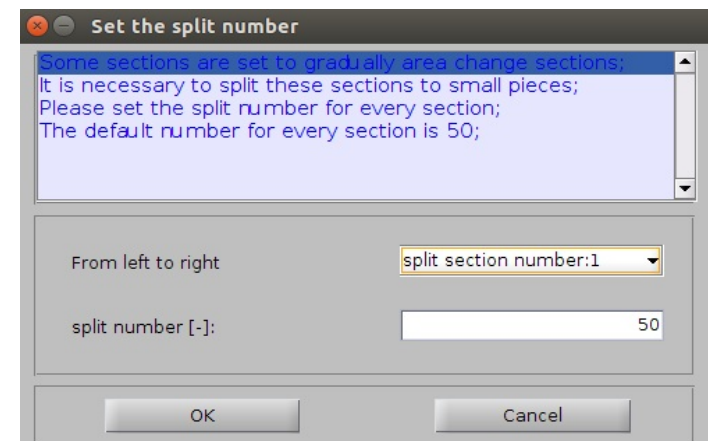 Set the split number
Some sections are set to gradually area change sections;
It is necessary to split these sections to small pieces;
Please set the split number for every section;
The default number for every section is 50;
From left to right
split section number:1
split number [-]:
50
OK
Cancel